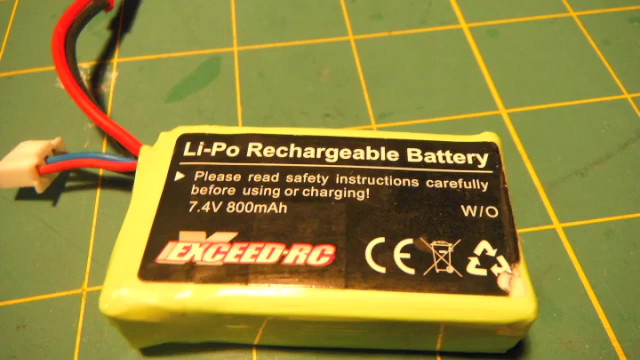 Li-Po Rechargeable Battery
Please read safety instructions carefully
before using or charging!
7.4V 800mAh
W/O
EXCEED·RC
CE